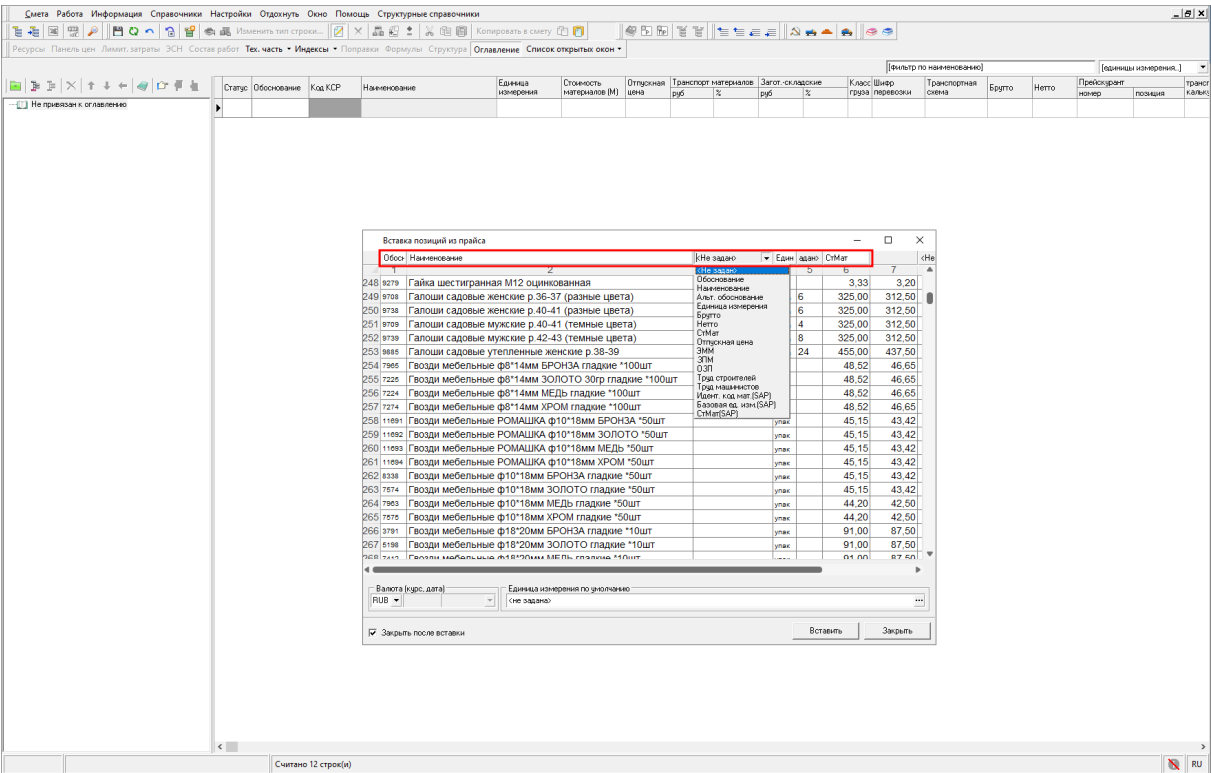 Смета Работа Информация Справочники Настройки Отдохнуть Окно Помощь Структурные справочники
Изменить тип строки... Копировать в смету
Ресурсы Панель цен Лимит. затраты ЗСН Состав работ Тех. часть Индексы Поправки Формулы Структура Оглавление Список открытых окон
[фильтр по наименованию] [единицы измерения..]
Статус Обоснование Код КСР Наименование Единица измерения Стоимость материалов (М) Отпускная цена Транспорт материалов руб % Загот.-складские руб % Класс груза Шифр перевозки Транспортная схема Брутто Нетто Прейскурант номер позиция
Не привязан к оглавлению
Вставка позиций из прайса
Обос Наименование <Не задан> Един адан> СтМат <Не
1 2 5 6 7
<Не задан>
Обоснование
Наименование
Альт. обоснование
Единица измерения
Брутто
Нетто
СтМат
Отпускная цена
ЭММ
ЗПМ
ОЗП
Труд строителей
Труд машинистов
Идент. код мат.(SAP)
Базовая ед. изм.(SAP)
СтМат(SAP)
248 9279 Гайка шестигранная М12 оцинкованная 3,33 3,20
249 9708 Галоши садовые женские р.36-37 (разные цвета) 6 325,00 312,50
250 9738 Галоши садовые женские р.40-41 (разные цвета) 6 325,00 312,50
251 9709 Галоши садовые мужские р.40-41 (темные цвета) 4 325,00 312,50
252 9739 Галоши садовые мужские р.42-43 (темные цвета) 8 325,00 312,50
253 9885 Галоши садовые утепленные женские р.38-39 24 455,00 437,50
254 7965 Гвозди мебельные ф8*14мм БРОНЗА гладкие *100шт 48,52 46,65
255 7225 Гвозди мебельные ф8*14мм ЗОЛОТО 30гр гладкие *100шт 48,52 46,65
256 7224 Гвозди мебельные ф8*14мм МЕДЬ гладкие *100шт 48,52 46,65
257 7274 Гвозди мебельные ф8*14мм ХРОМ гладкие *100шт 48,52 46,65
258 11691 Гвозди мебельные РОМАШКА ф10*18мм БРОНЗА *50шт упак 45,15 43,42
259 11692 Гвозди мебельные РОМАШКА ф10*18мм ЗОЛОТО *50шт упак 45,15 43,42
260 11693 Гвозди мебельные РОМАШКА ф10*18мм МЕДЬ *50шт упак 45,15 43,42
261 11694 Гвозди мебельные РОМАШКА ф10*18мм ХРОМ *50шт упак 45,15 43,42
262 8338 Гвозди мебельные ф10*18мм БРОНЗА гладкие *50шт упак 45,15 43,42
263 7574 Гвозди мебельные ф10*18мм ЗОЛОТО гладкие *50шт упак 45,15 43,42
264 7963 Гвозди мебельные ф10*18мм МЕДЬ гладкие *50шт упак 44,20 42,50
265 7575 Гвозди мебельные ф10*18мм ХРОМ гладкие *50шт упак 44,20 42,50
266 3791 Гвозди мебельные ф18*20мм БРОНЗА гладкие *10шт упак 91,00 87,50
267 5198 Гвозди мебельные ф18*20мм ЗОЛОТО гладкие *10шт упак 91,00 87,50
268 7412 Гвозди мебельные ф18*20мм МЕДЬ гладкие *10шт 91,00 87,50
Валюта (курс, дата) Единица измерения по умолчанию
RUB <не задана> ...
Закрыть после вставки Вставить Закрыть
Считано 12 строк(и) RU